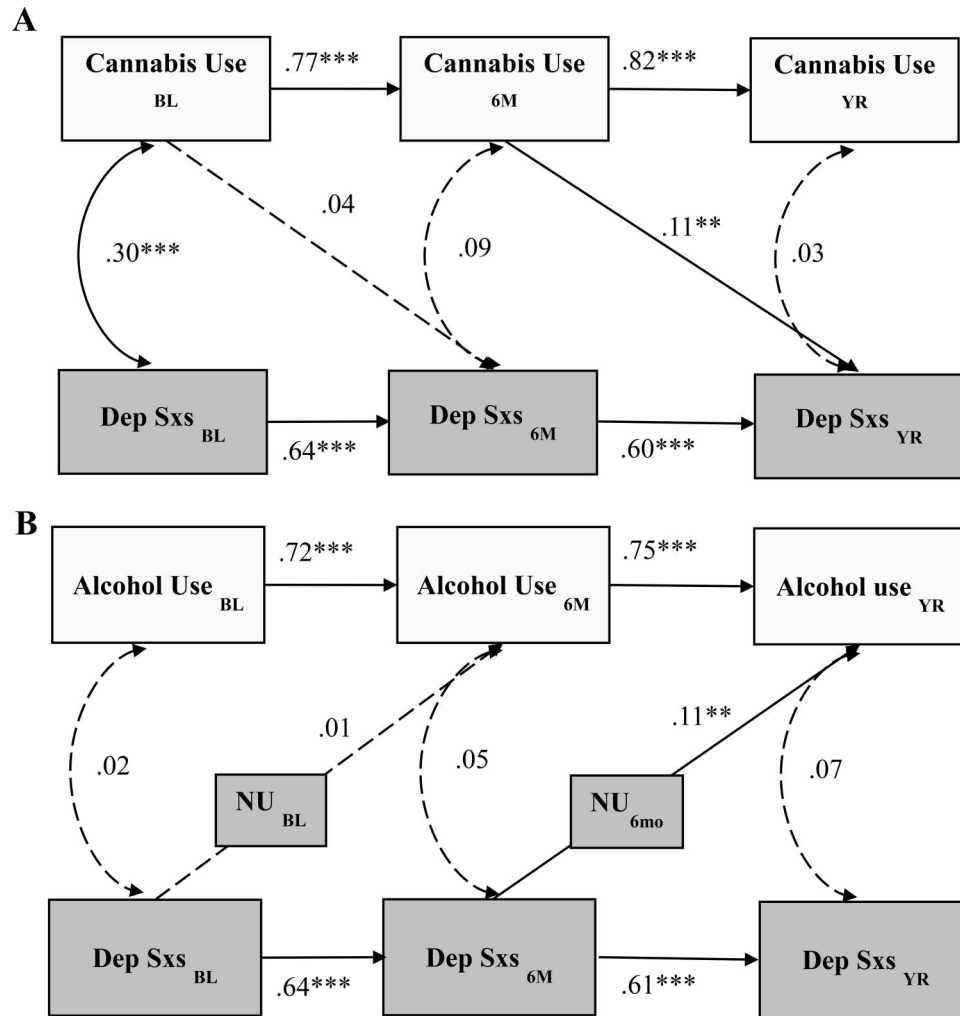 A
.77***
.82***
Cannabis Use BL
Cannabis Use 6M
Cannabis Use YR
.30***
.04
.09
.11**
.03
Dep Sxs BL
Dep Sxs 6M
Dep Sxs YR
.64***
.60***
B
.72***
.75***
Alcohol Use BL
Alcohol Use 6M
Alcohol use YR
.02
.01
.05
.11**
.07
NU BL
NU 6mo
Dep Sxs BL
Dep Sxs 6M
Dep Sxs YR
.64***
.61***